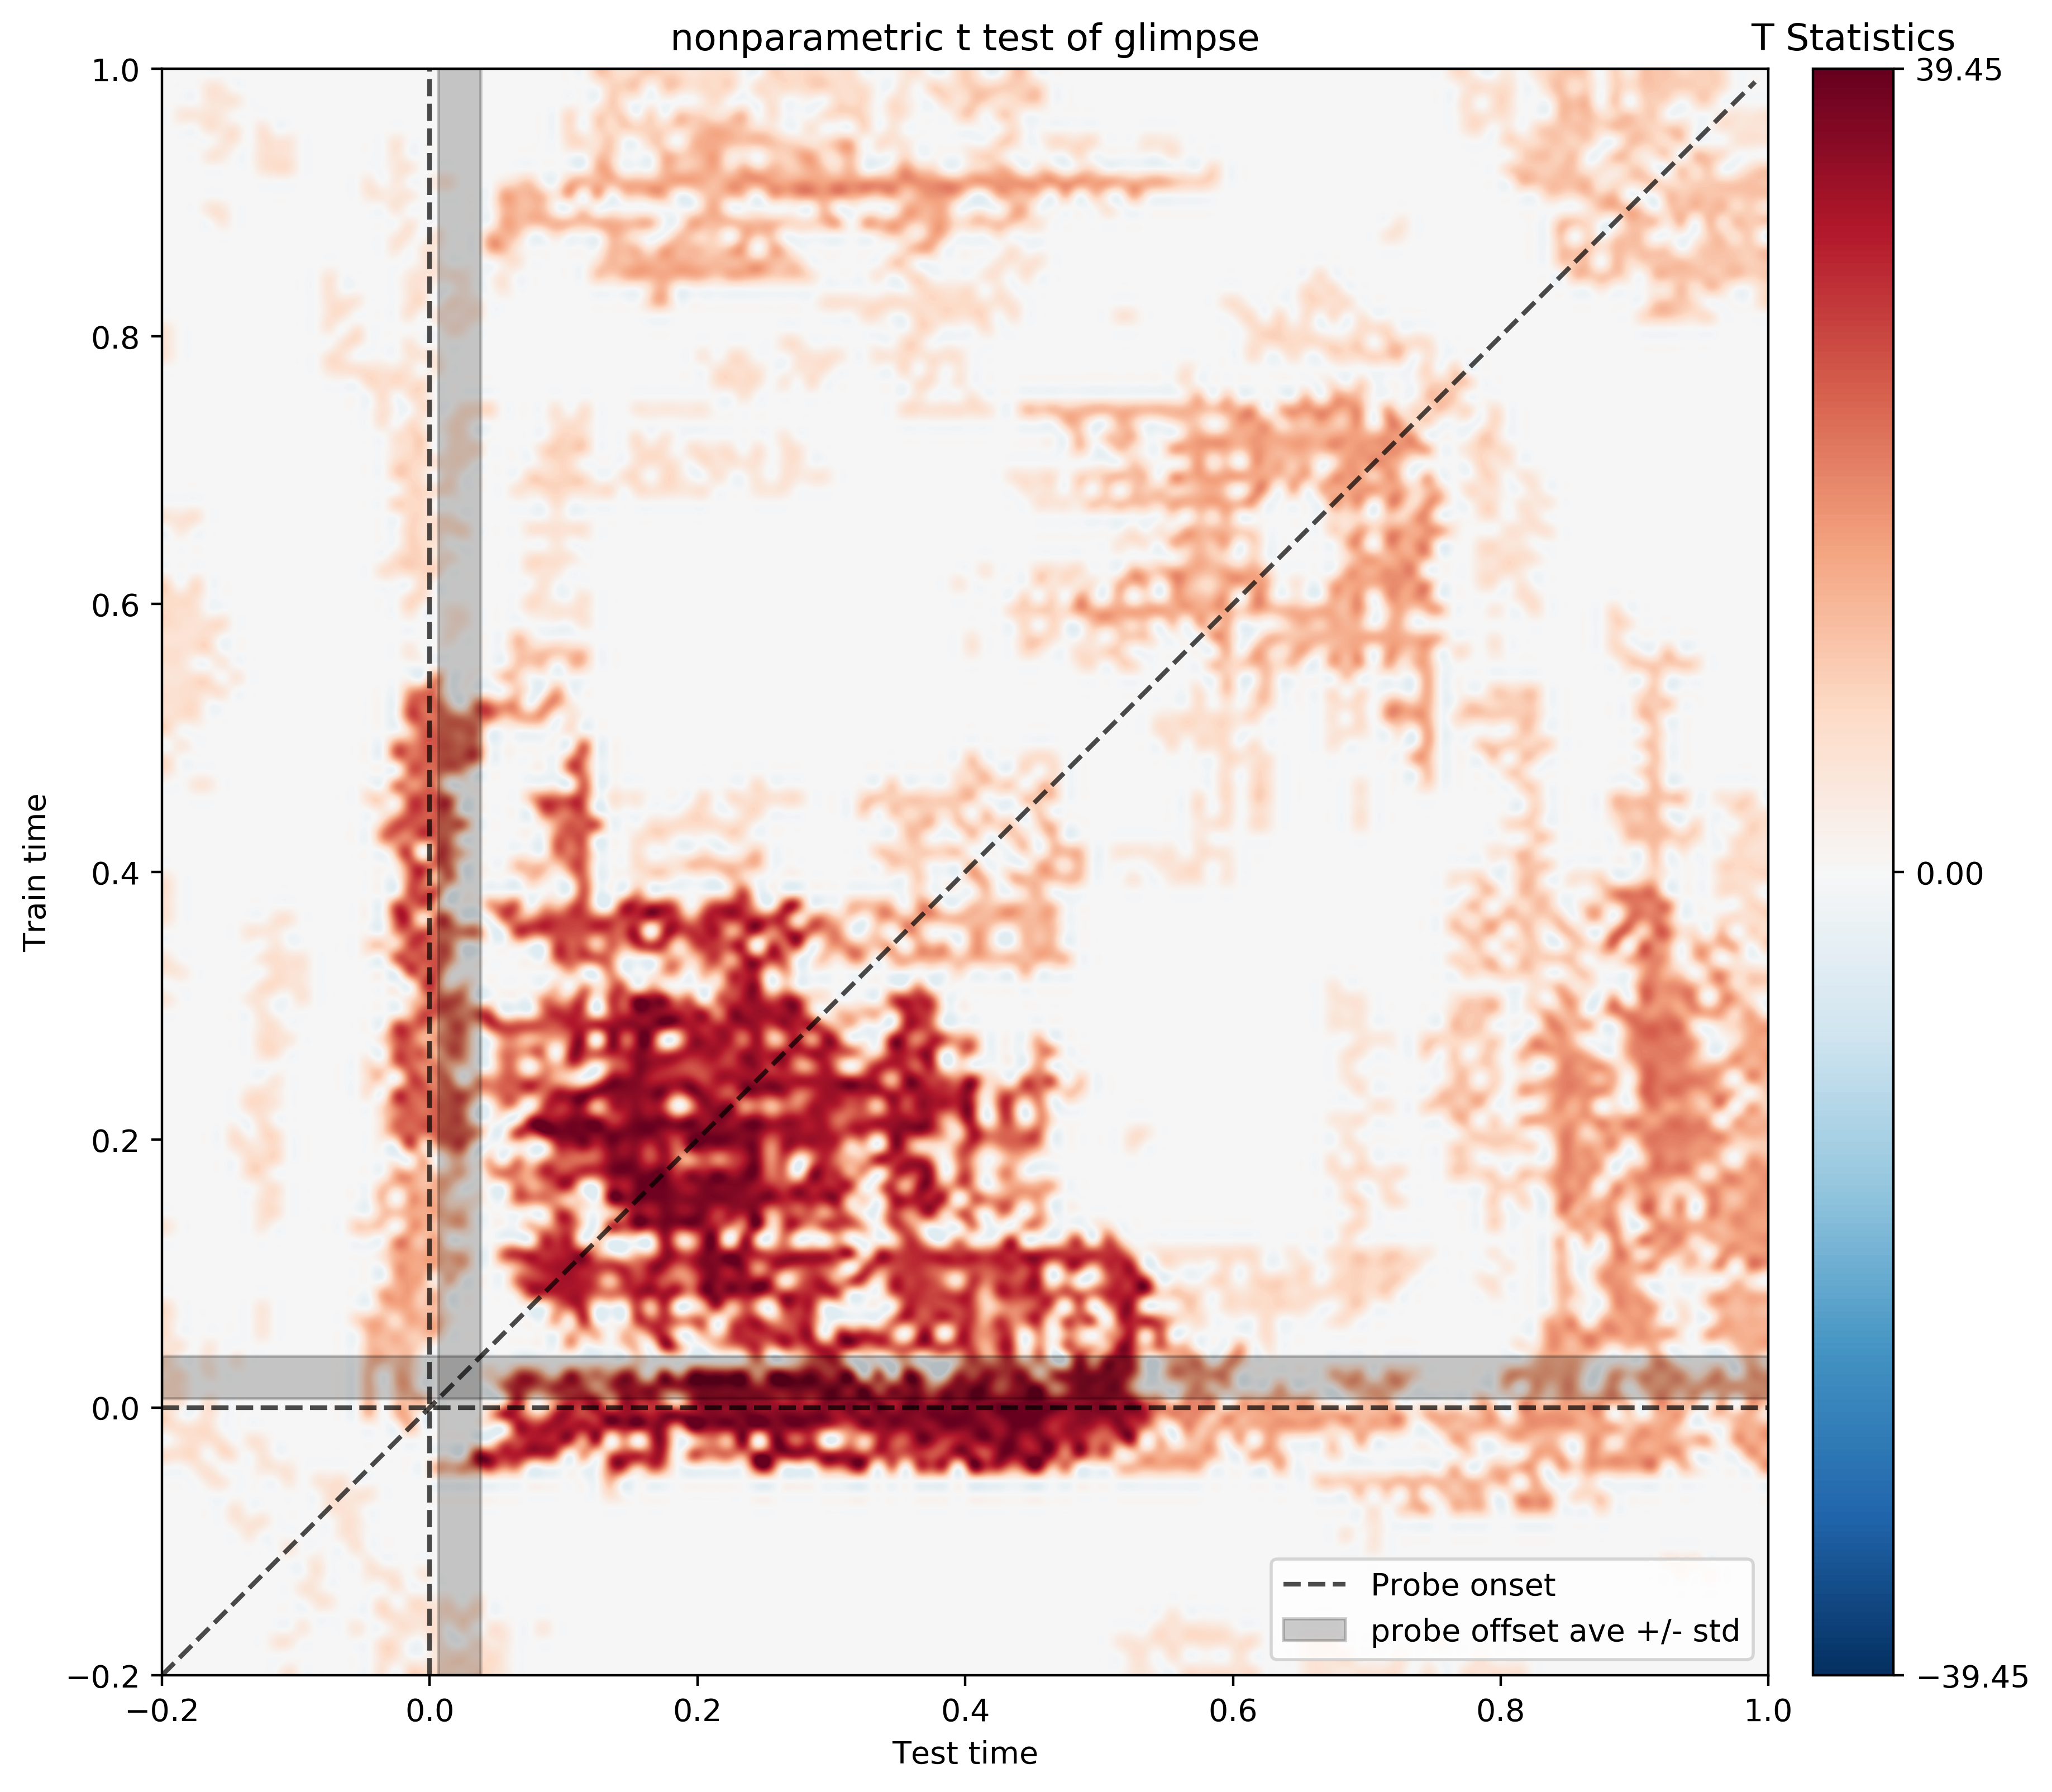 nonparametric t test of glimpse
T Statistics
39.45
0.00
−39.45
1.0
0.8
0.6
0.4
0.2
0.0
−0.2
Train time
−0.2
0.0
0.2
0.4
0.6
0.8
1.0
Test time
Probe onset
probe offset ave +/- std